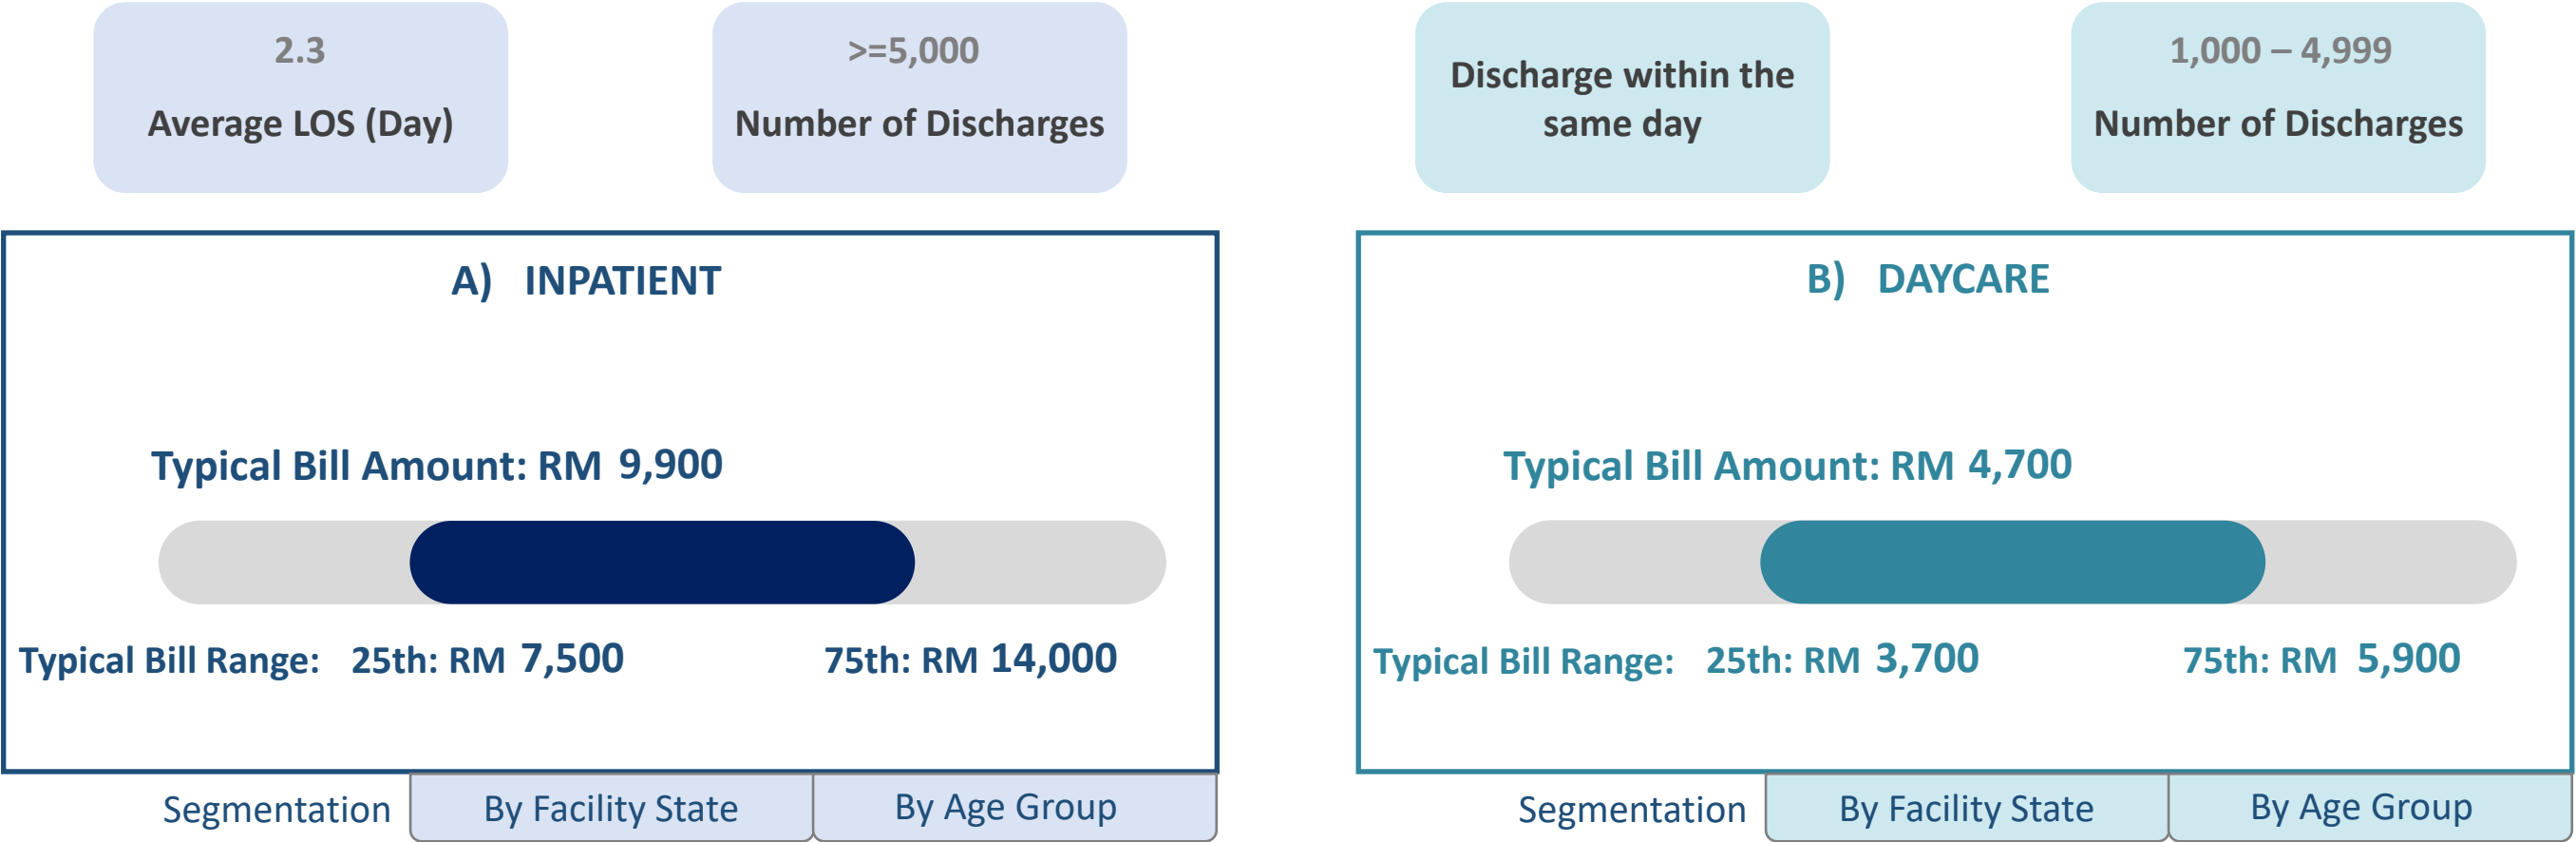 2.3
Average LOS (Day)
>=5,000
Number of Discharges
Discharge within the
same day
1,000 – 4,999
Number of Discharges
A) INPATIENT
Typical Bill Amount: RM 9,900
Typical Bill Range: 25th: RM 7,500 75th: RM 14,000
Segmentation By Facility State By Age Group
B) DAYCARE
Typical Bill Amount: RM 4,700
Typical Bill Range: 25th: RM 3,700 75th: RM 5,900
Segmentation By Facility State By Age Group